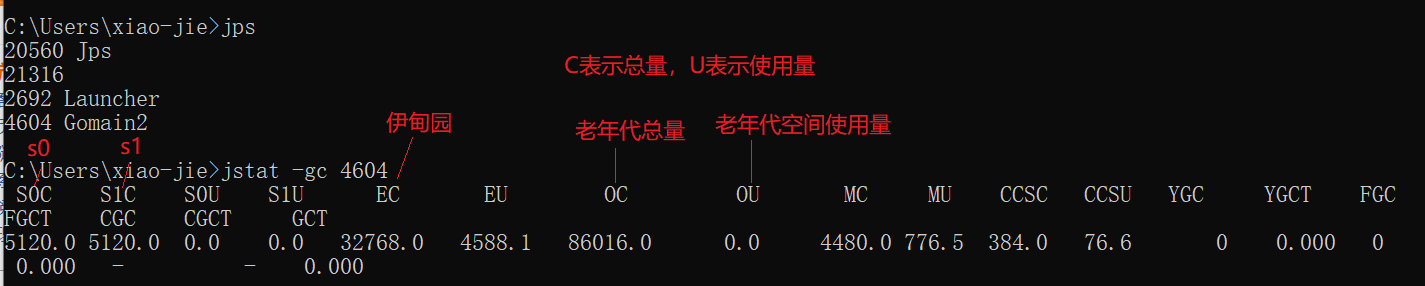 C:\Users\xiao-jie>jps
20560 Jps
21316
2692 Launcher
4604 Gomain2
C表示总量，U表示使用量
s0 s1 伊甸园 老年代总量 老年代空间使用量
C:\Users\xiao-jie>jstat -gc 4604
S0C S1C S0U S1U EC EU OC OU MC MU CCSC CCSU YGC YGCT FGC
FGCT CGC CGCT GCT
5120.0 5120.0 0.0 0.0 32768.0 4588.1 86016.0 0.0 4480.0 776.5 384.0 76.6 0 0.000 0
0.000 - - 0.000